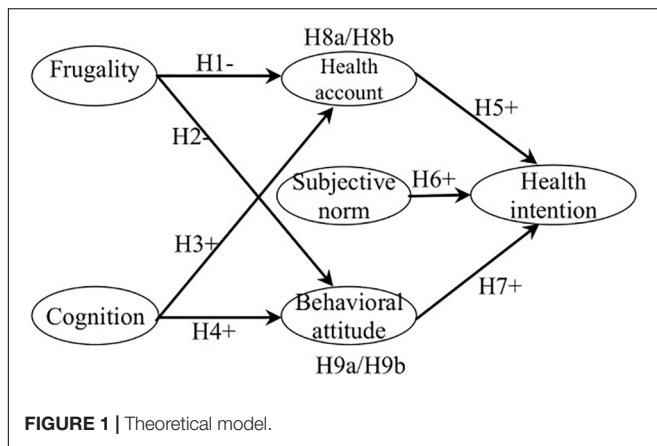 H8a/H8b
Frugality
H1-
Health
account
H5+
H2-
Subjective
norm
H6+
Health
intention
H3+
Cognition
H4+
Behavioral
attitude
H7+
H9a/H9b
FIGURE 1 | Theoretical model.